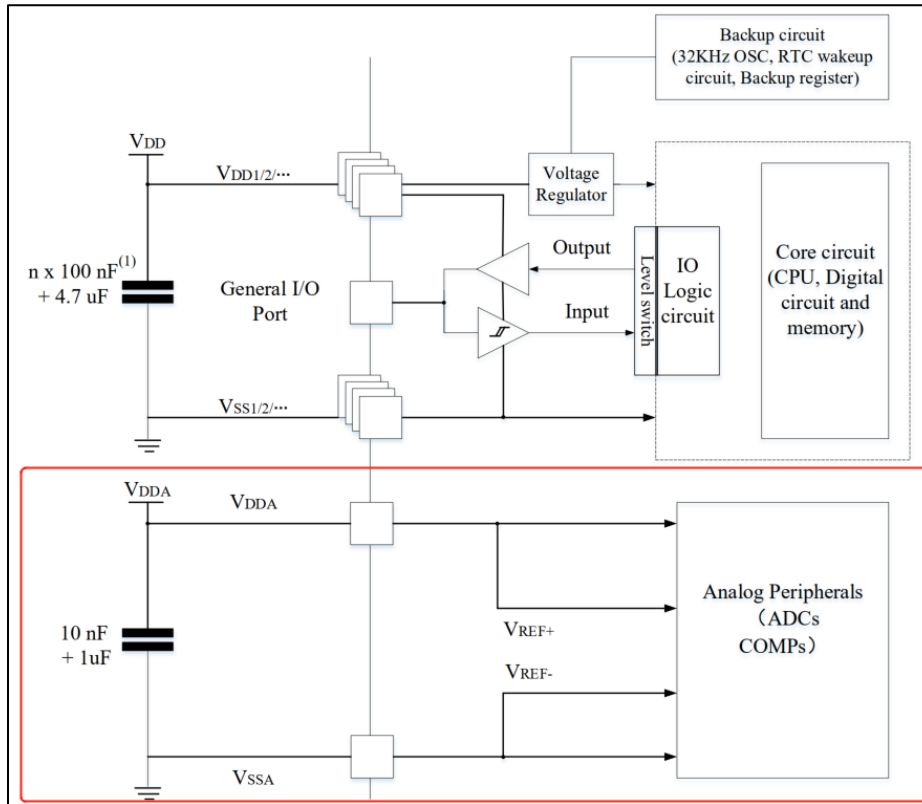 Backup circuit
(32KHz OSC, RTC wakeup
circuit, Backup register)
VDD
VDD1/2/···
Voltage
Regulator
n x 100 nF(1)
+ 4.7 uF
General I/O
Port
Output
Input
Level switch
IO
Logic
circuit
Core circuit
(CPU, Digital
circuit and
memory)
VSS1/2/···
VDDA
VDDA
10 nF
+ 1uF
VREF+
VREF-
Analog Peripherals
（ADCs
COMPs）
VSSA